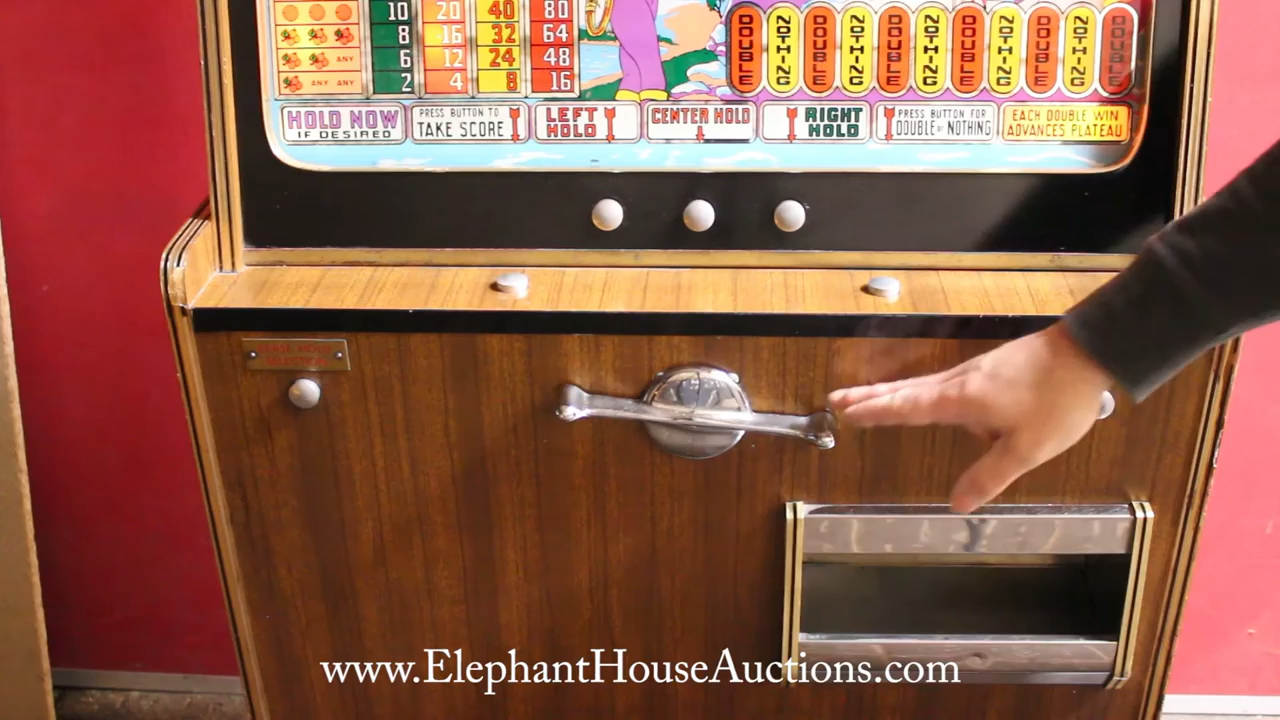 10 20 40 80
8 16 32 64
ANY 6 12 24 48
ANY ANY 2 4 8 16
DOUBLE NOTHING DOUBLE NOTHING DOUBLE NOTHING DOUBLE NOTHING DOUBLE NOTHING DOUBLE
HOLD NOW
IF DESIRED
PRESS BUTTON TO
TAKE SCORE
LEFT
HOLD
CENTER HOLD
RIGHT
HOLD
PRESS BUTTON FOR
DOUBLE or NOTHING
EACH DOUBLE WIN
ADVANCES PLATEAU
www.ElephantHouseAuctions.com